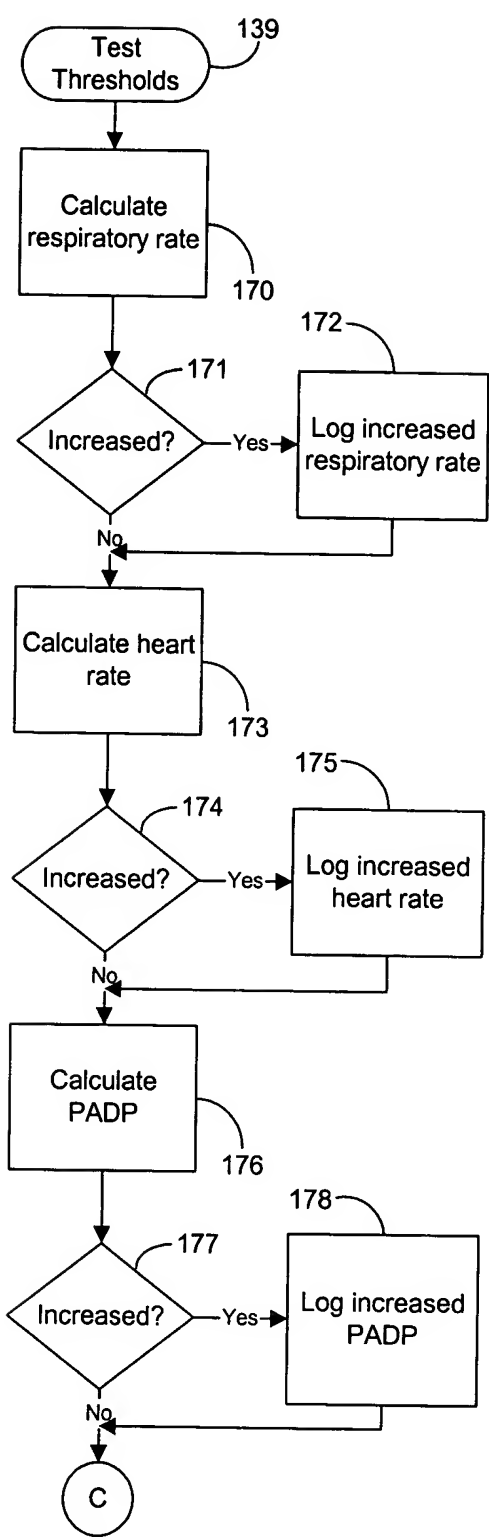 Test
Thresholds
139
Calculate
respiratory rate
170
171
172
Increased?
Yes
Log increased
respiratory rate
No
Calculate heart
rate
173
174
175
Increased?
Yes
Log increased
heart rate
No
Calculate
PADP
176
177
178
Increased?
Yes
Log increased
PADP
No
C